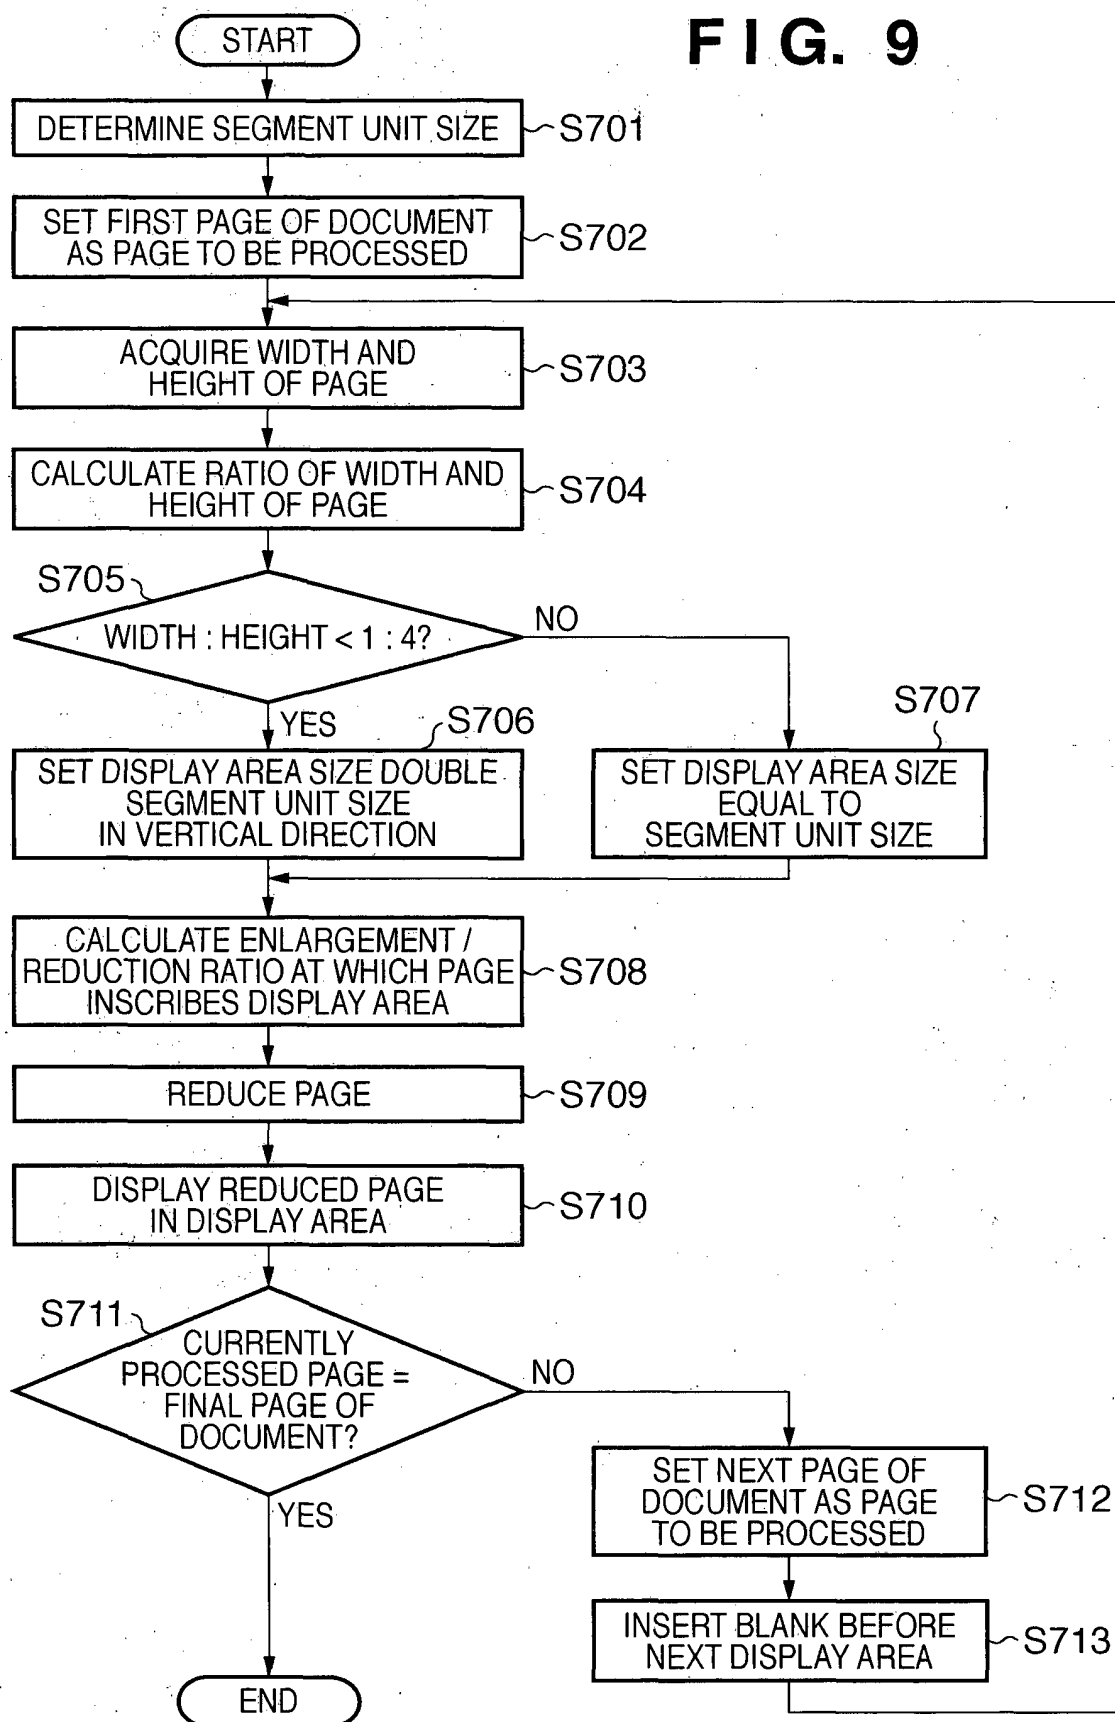 FIG. 9
START
DETERMINE SEGMENT UNIT SIZE
S701
SET FIRST PAGE OF DOCUMENT
AS PAGE TO BE PROCESSED
S702
ACQUIRE WIDTH AND
HEIGHT OF PAGE
S703
CALCULATE RATIO OF WIDTH AND
HEIGHT OF PAGE
S704
S705
WIDTH : HEIGHT < 1 : 4?
NO
YES
S706
SET DISPLAY AREA SIZE DOUBLE
SEGMENT UNIT SIZE
IN VERTICAL DIRECTION
S707
SET DISPLAY AREA SIZE
EQUAL TO
SEGMENT UNIT SIZE
CALCULATE ENLARGEMENT /
REDUCTION RATIO AT WHICH PAGE
INSCRIBES DISPLAY AREA
S708
REDUCE PAGE
S709
DISPLAY REDUCED PAGE
IN DISPLAY AREA
S710
S711
CURRENTLY
PROCESSED PAGE =
FINAL PAGE OF
DOCUMENT?
NO
YES
SET NEXT PAGE OF
DOCUMENT AS PAGE
TO BE PROCESSED
S712
INSERT BLANK BEFORE
NEXT DISPLAY AREA
S713
END